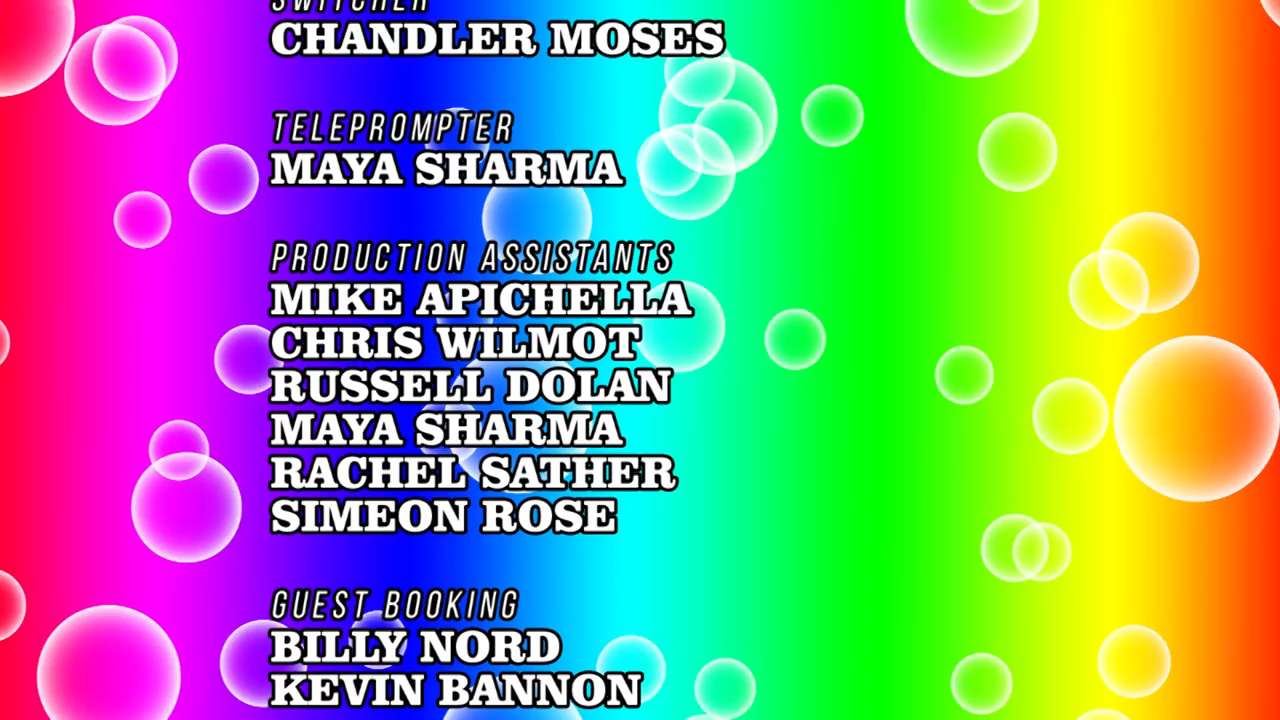 SWITCHER
CHANDLER MOSES
TELEPROMPTER
MAYA SHARMA
PRODUCTION ASSISTANTS
MIKE APICHELLA
CHRIS WILMOT
RUSSELL DOLAN
MAYA SHARMA
RACHEL SATHER
SIMEON ROSE
GUEST BOOKING
BILLY NORD
KEVIN BANNON